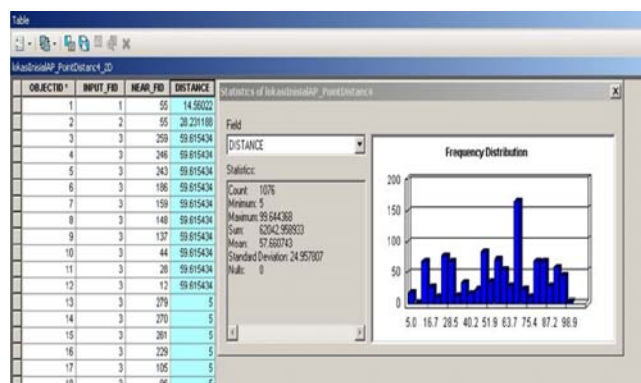 Table
lokasiInisialAP_PointDistanc4_2D
OBJECTID * INPUT_FID NEAR_FID DISTANCE
1 1 55 14.56022
2 2 55 28.231188
3 3 259 59.615434
4 3 246 59.615434
5 3 243 59.615434
6 3 186 59.615434
7 3 159 59.615434
8 3 148 59.615434
9 3 137 59.615434
10 3 44 59.615434
11 3 28 59.615434
12 3 12 59.615434
13 3 279 5
14 3 270 5
15 3 261 5
16 3 229 5
17 3 105 5
18 3 96 5
Statistics of lokasiInisialAP_PointDistanc4
Field
DISTANCE
Statistics:
Count: 1076
Minimum: 5
Maximum: 99.644368
Sum: 62042.958933
Mean: 57.660743
Standard Deviation: 24.957807
Nulls: 0
Frequency Distribution
200
150
100
50
0
5.0 16.7 28.5 40.2 51.9 63.7 75.4 87.2 98.9